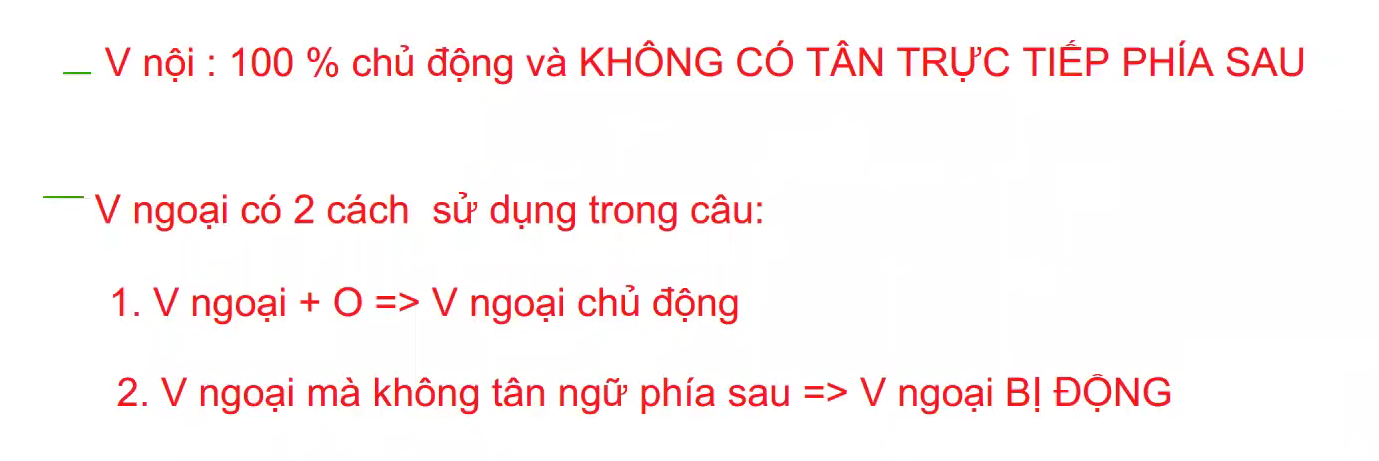 V nội : 100 % chủ động và KHÔNG CÓ TÂN TRỰC TIẾP PHÍA SAU
V ngoại có 2 cách sử dụng trong câu:
1. V ngoại + O => V ngoại chủ động
2. V ngoại mà không tân ngữ phía sau => V ngoại BỊ ĐỘNG